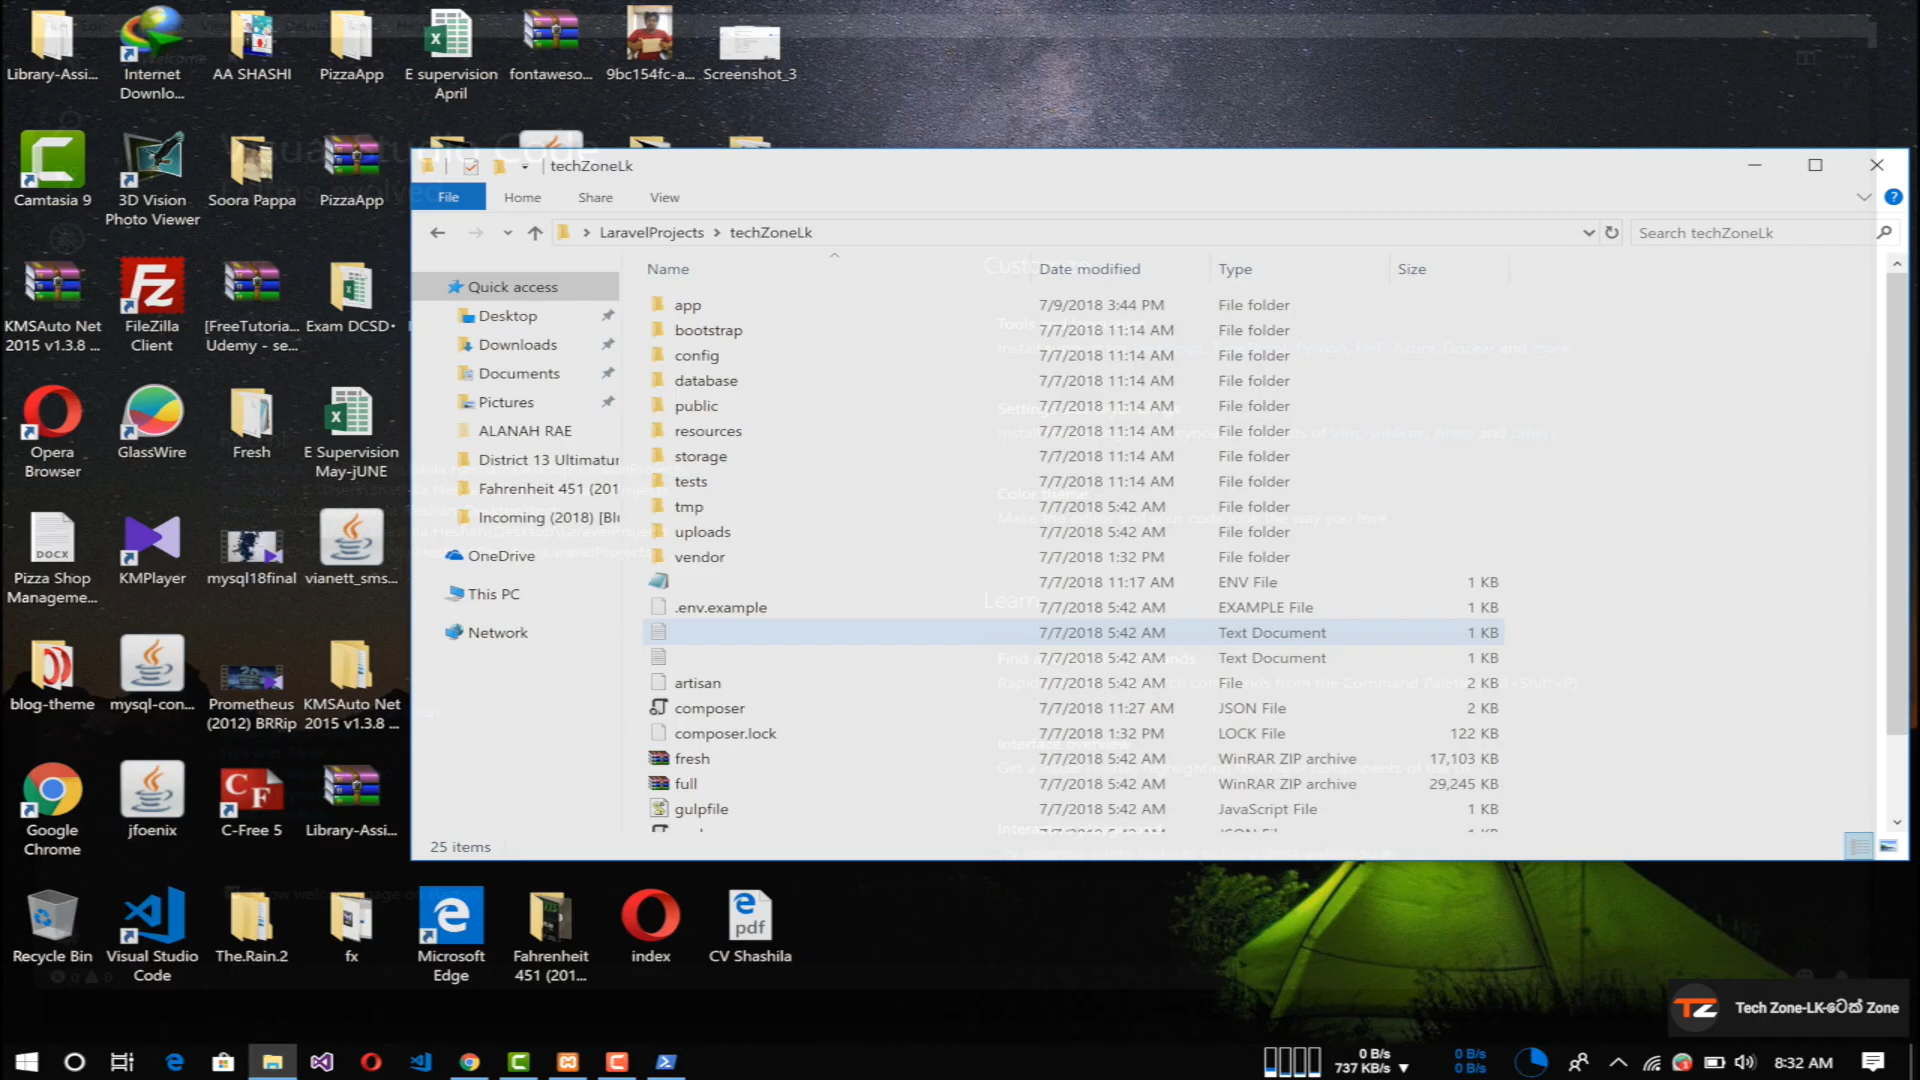 Library-Assi...
Internet Downlo...
AA SHASHI
PizzaApp
E supervision April
fontaweso...
9bc154fc-a...
Screenshot_3
Camtasia 9
3D Vision Photo Viewer
Soora Pappa
PizzaApp
KMSAuto Net 2015 v1.3.8 ...
FileZilla Client
[FreeTutoria... Udemy - se...
Exam DCSD
Opera Browser
GlassWire
Fresh
E Supervision May-jUNE
DOCX
Pizza Shop Manageme...
KMPlayer
mysql18final
vianett_sms...
blog-theme
mysql-con...
Prometheus (2012) BRRip
KMSAuto Net 2015 v1.3.8 ...
Google Chrome
jfoenix
C-Free 5
Library-Assi...
Recycle Bin
Visual Studio Code
The.Rain.2
fx
Microsoft Edge
Fahrenheit 451 (201...
index
pdf
CV Shashila
techZoneLk
File Home Share View
LaravelProjects > techZoneLk
Search techZoneLk
Quick access
Desktop
Downloads
Documents
Pictures
ALANAH RAE
District 13 Ultimatur
Fahrenheit 451 (201
Incoming (2018) [Bl
OneDrive
This PC
Network
Name Date modified Type Size
app 7/9/2018 3:44 PM File folder
bootstrap 7/7/2018 11:14 AM File folder
config 7/7/2018 11:14 AM File folder
database 7/7/2018 11:14 AM File folder
public 7/7/2018 11:14 AM File folder
resources 7/7/2018 11:14 AM File folder
storage 7/7/2018 11:14 AM File folder
tests 7/7/2018 11:14 AM File folder
tmp 7/7/2018 5:42 AM File folder
uploads 7/7/2018 5:42 AM File folder
vendor 7/7/2018 1:32 PM File folder
7/7/2018 11:17 AM ENV File 1 KB
.env.example 7/7/2018 5:42 AM EXAMPLE File 1 KB
7/7/2018 5:42 AM Text Document 1 KB
7/7/2018 5:42 AM Text Document 1 KB
artisan 7/7/2018 5:42 AM File 2 KB
composer 7/7/2018 11:27 AM JSON File 2 KB
composer.lock 7/7/2018 1:32 PM LOCK File 122 KB
fresh 7/7/2018 5:42 AM WinRAR ZIP archive 17,103 KB
full 7/7/2018 5:42 AM WinRAR ZIP archive 29,245 KB
gulpfile 7/7/2018 5:42 AM JavaScript File 1 KB
25 items
Tech Zone-LK-ටෙක් Zone
0 B/s
737 KB/s
0 B/s
0 B/s
8:32 AM